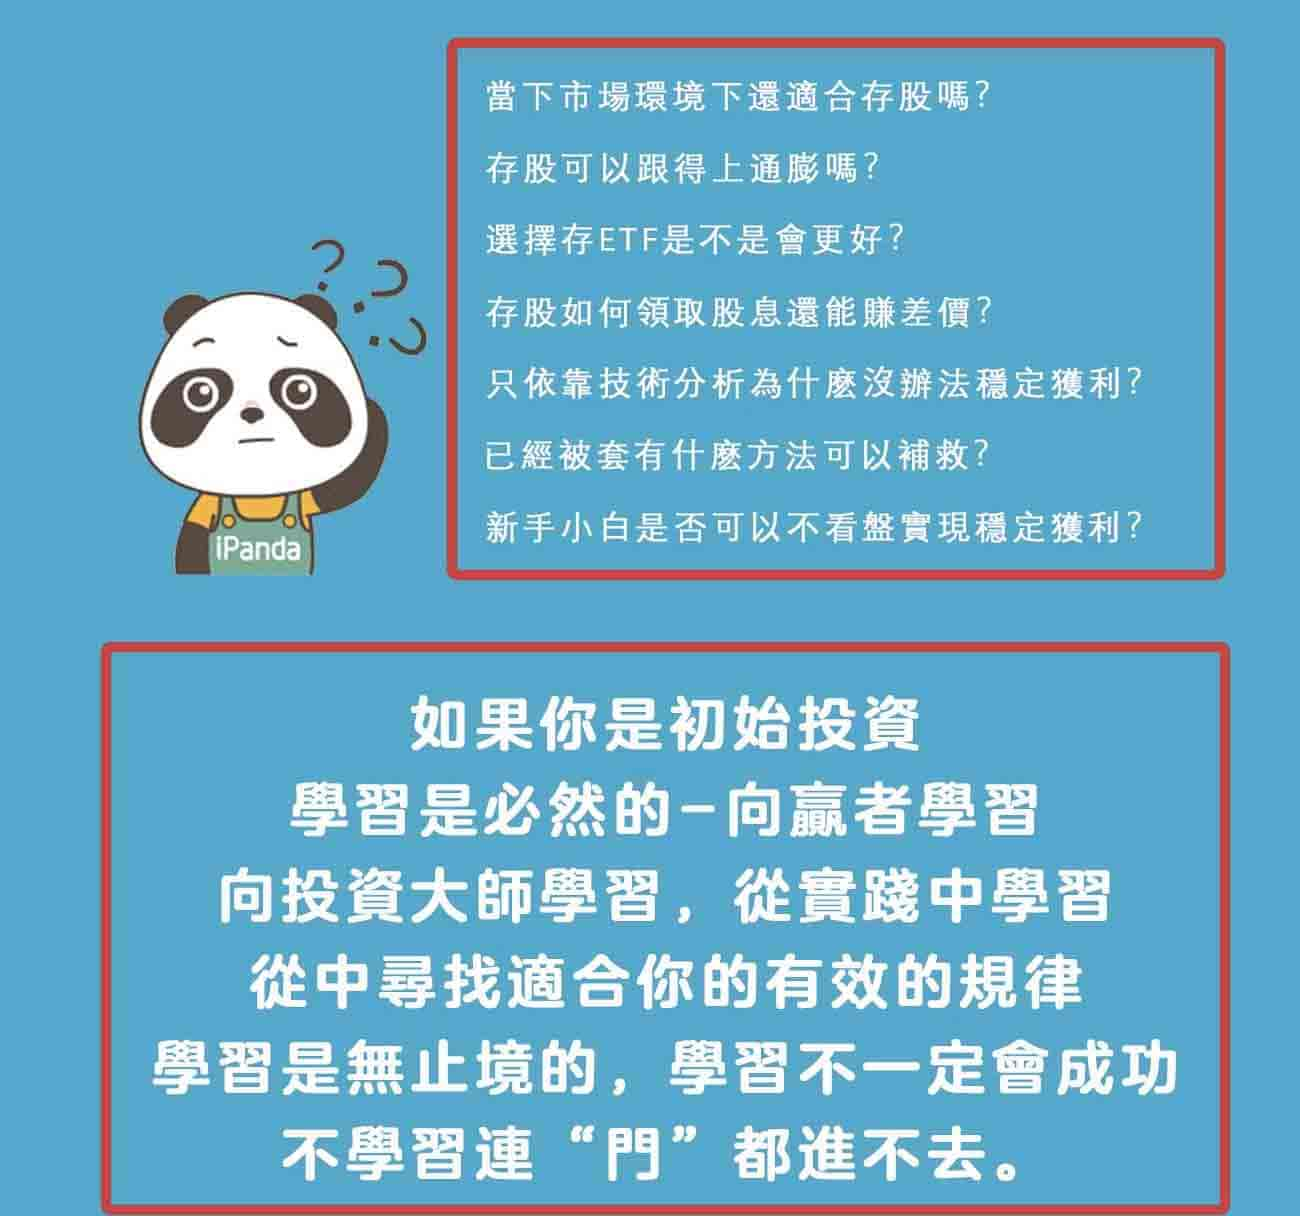 當下市場環境下還適合存股嗎?
存股可以跟得上通膨嗎?
選擇存ETF是不是會更好?
存股如何領取股息還能賺差價?
只依靠技術分析為什麼沒辦法穩定獲利?
已經被套有什麼方法可以補救?
新手小白是否可以不看盤實現穩定獲利?
???
iPanda
如果你是初始投資
學習是必然的-向贏者學習
向投資大師學習，從實踐中學習
從中尋找適合你的有效的規律
學習是無止境的，學習不一定會成功
不學習連“門”都進不去。